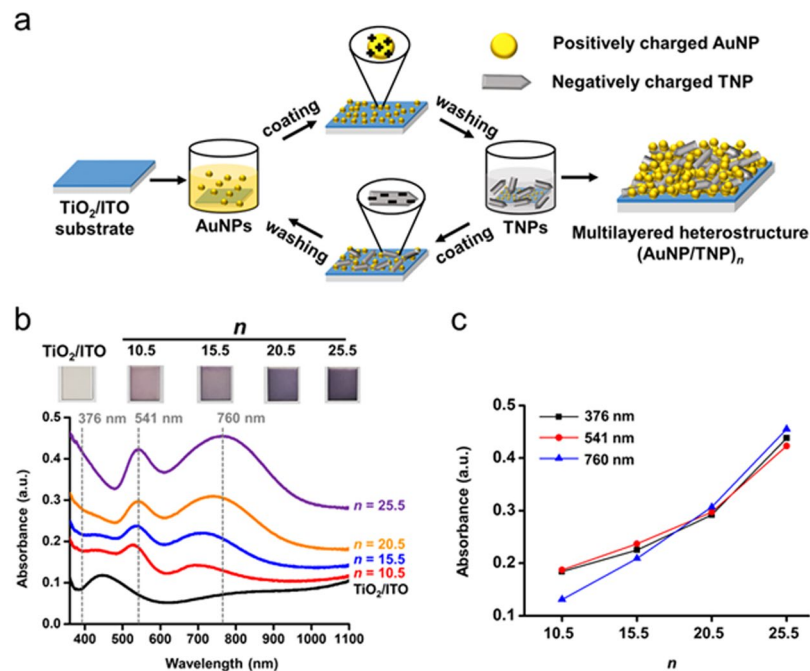 a
Positively charged AuNP
Negatively charged TNP
coating
washing
TiO₂/ITO
substrate
AuNPs
TNPs
washing
coating
Multilayered heterostructure
(AuNP/TNP)n
b
n
TiO₂/ITO 10.5 15.5 20.5 25.5
376 nm 541 nm 760 nm
0.5
0.4
0.3
0.2
0.1
0.0
Absorbance (a.u.)
n = 25.5
n = 20.5
n = 15.5
n = 10.5
TiO₂/ITO
400 500 600 700 800 900 1000 1100
Wavelength (nm)
c
376 nm
541 nm
760 nm
0.5
0.4
0.3
0.2
0.1
Absorbance (a.u.)
10.5 15.5 20.5 25.5
n